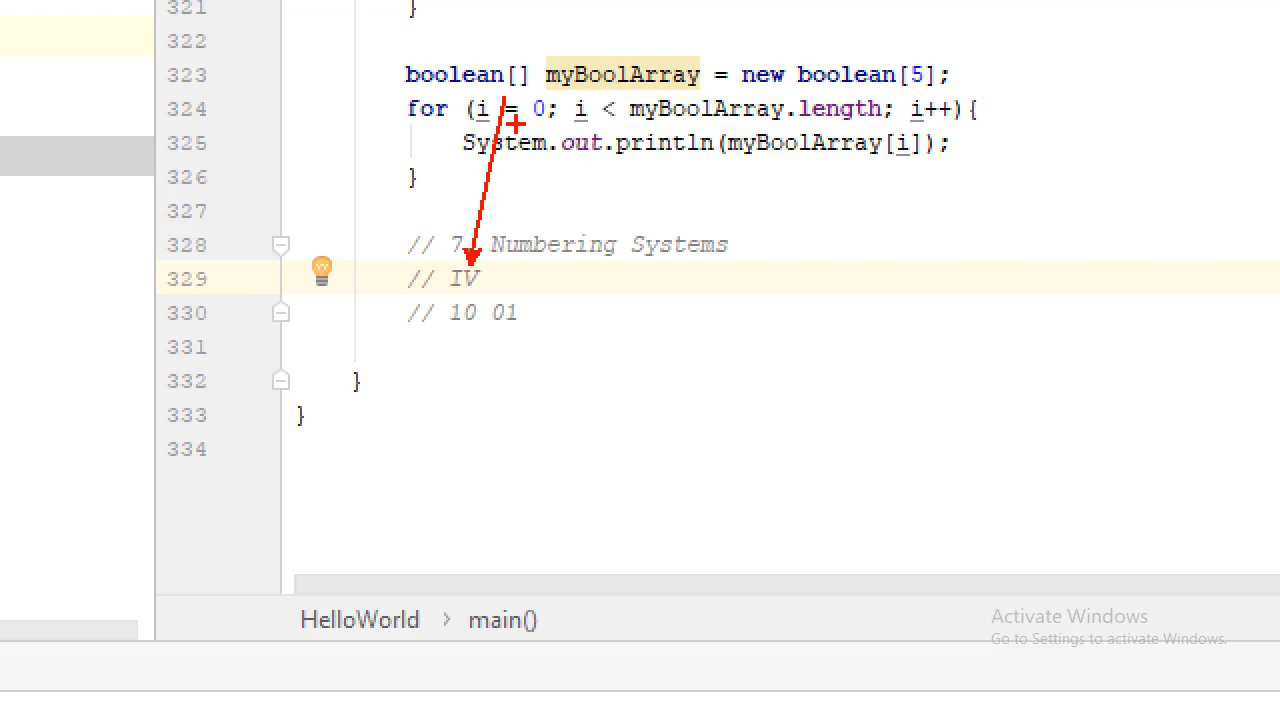 321 }
322
323 boolean[] myBoolArray = new boolean[5];
324 for (i = 0; i < myBoolArray.length; i++){
325 System.out.println(myBoolArray[i]);
326 }
327
328 // 7. Numbering Systems
329 // IV
330 // 10 01
331
332 }
333 }
334
HelloWorld › main()
Activate Windows
Go to Settings to activate Windows.